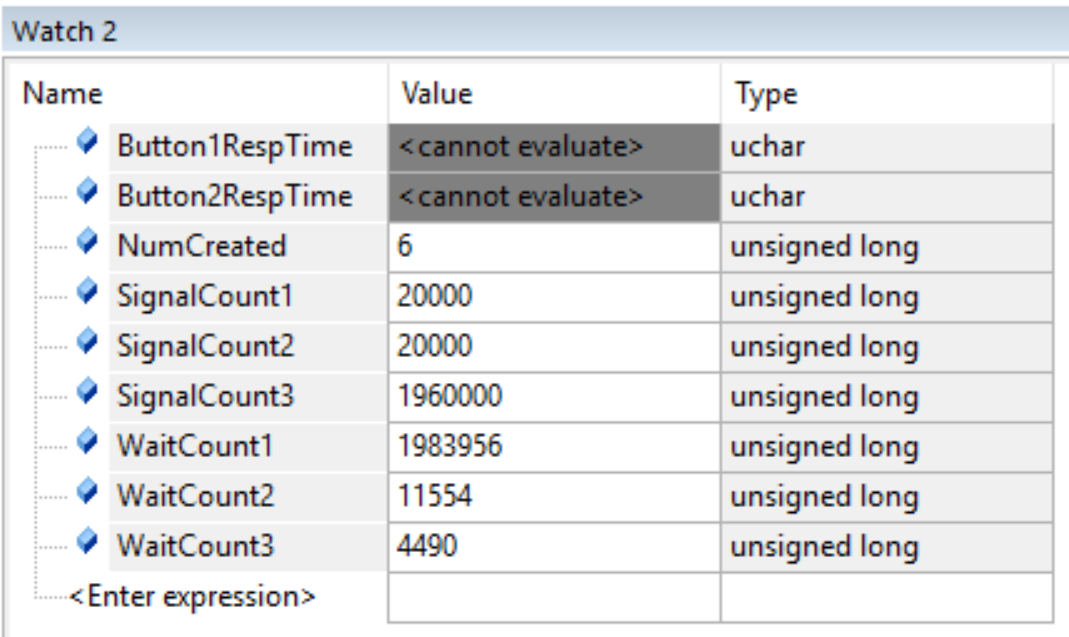 Watch 2
Name Value Type
Button1RespTime <cannot evaluate> uchar
Button2RespTime <cannot evaluate> uchar
NumCreated 6 unsigned long
SignalCount1 20000 unsigned long
SignalCount2 20000 unsigned long
SignalCount3 1960000 unsigned long
WaitCount1 1983956 unsigned long
WaitCount2 11554 unsigned long
WaitCount3 4490 unsigned long
<Enter expression>